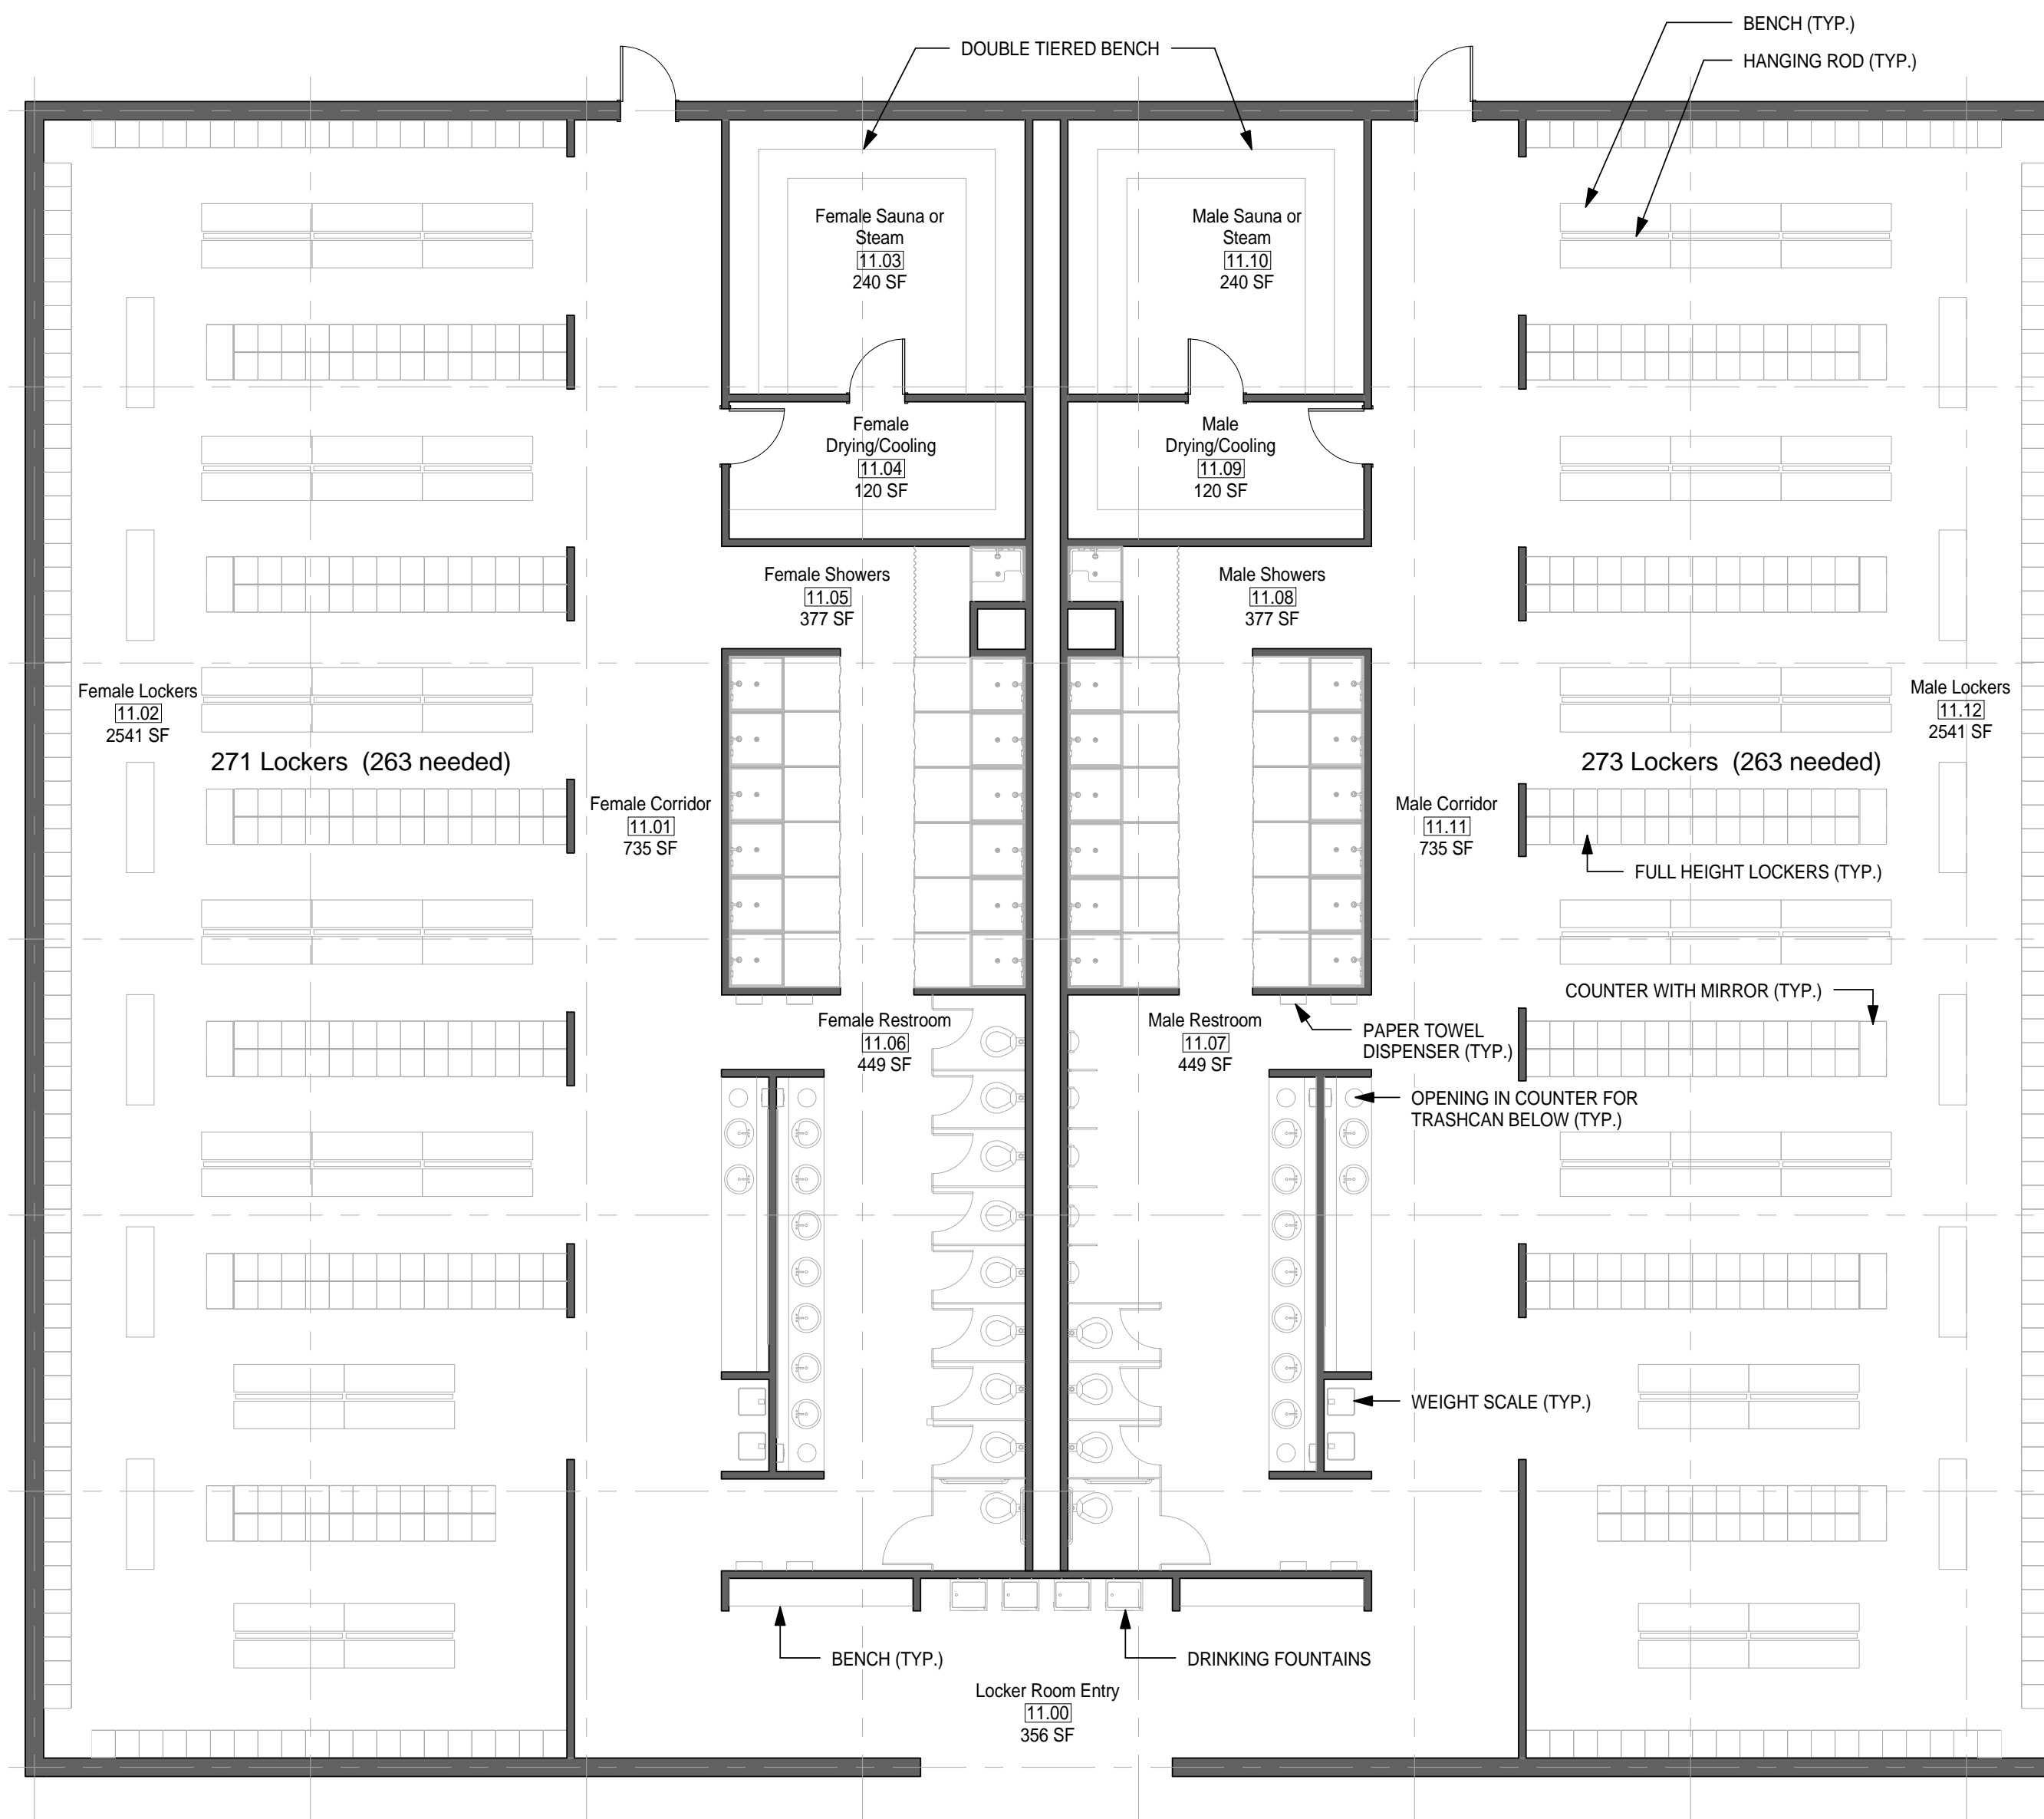 BENCH (TYP.)
DOUBLE TIERED BENCH
HANGING ROD (TYP.)
Female Sauna or
Steam
11.03
240 SF
Male Sauna or
Steam
11.10
240 SF
Female
Drying/Cooling
11.04
120 SF
Male
Drying/Cooling
11.09
120 SF
Female Showers
11.05
377 SF
Male Showers
11.08
377 SF
Female Lockers
11.02
2541 SF
Male Lockers
11.12
2541 SF
271 Lockers (263 needed)
273 Lockers (263 needed)
Female Corridor
11.01
735 SF
Male Corridor
11.11
735 SF
FULL HEIGHT LOCKERS (TYP.)
COUNTER WITH MIRROR (TYP.)
Female Restroom
11.06
449 SF
Male Restroom
11.07
449 SF
PAPER TOWEL
DISPENSER (TYP.)
OPENING IN COUNTER FOR
TRASHCAN BELOW (TYP.)
WEIGHT SCALE (TYP.)
BENCH (TYP.)
DRINKING FOUNTAINS
Locker Room Entry
11.00
356 SF